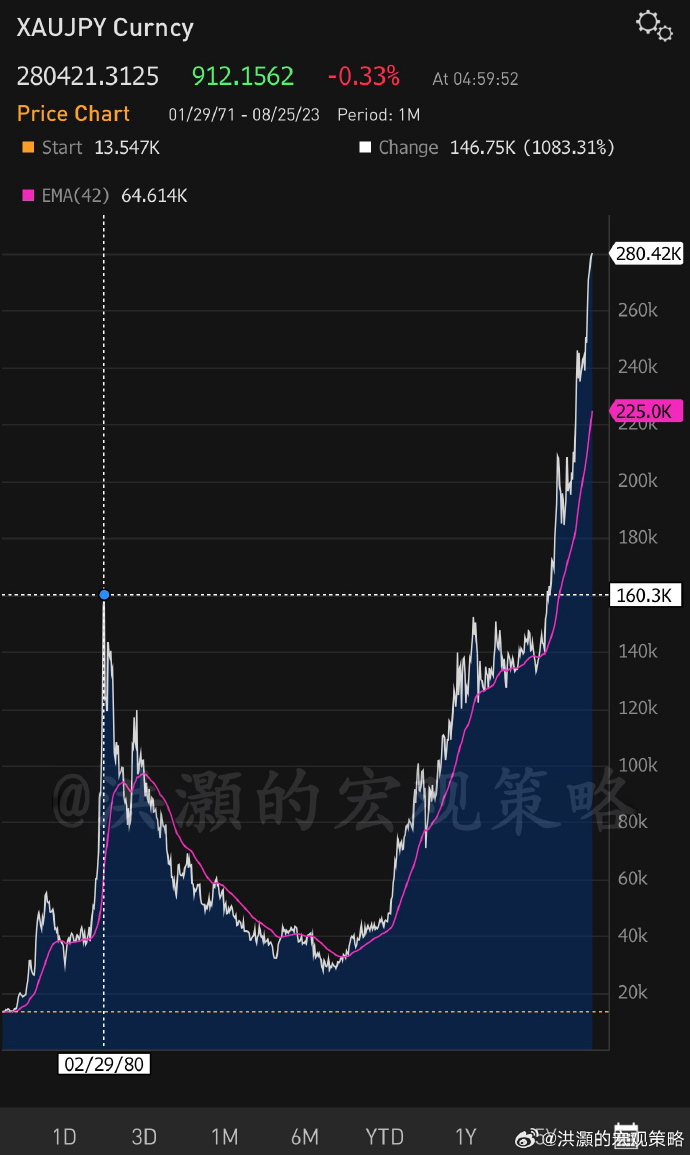 XAUJPY Curncy
280421.3125 912.1562 -0.33% At 04:59:52
Price Chart 01/29/71 - 08/25/23 Period: 1M
Start 13.547K Change 146.75K (1083.31%)
EMA(42) 64.614K
280.42K
260k
240k
225.0K
220k
200k
180k
160.3K
140k
120k
100k
@洪灏的宏观策略
80k
60k
40k
20k
02/29/80
1D 3D 1M 6M YTD 1Y 5Y
@洪灏的宏观策略